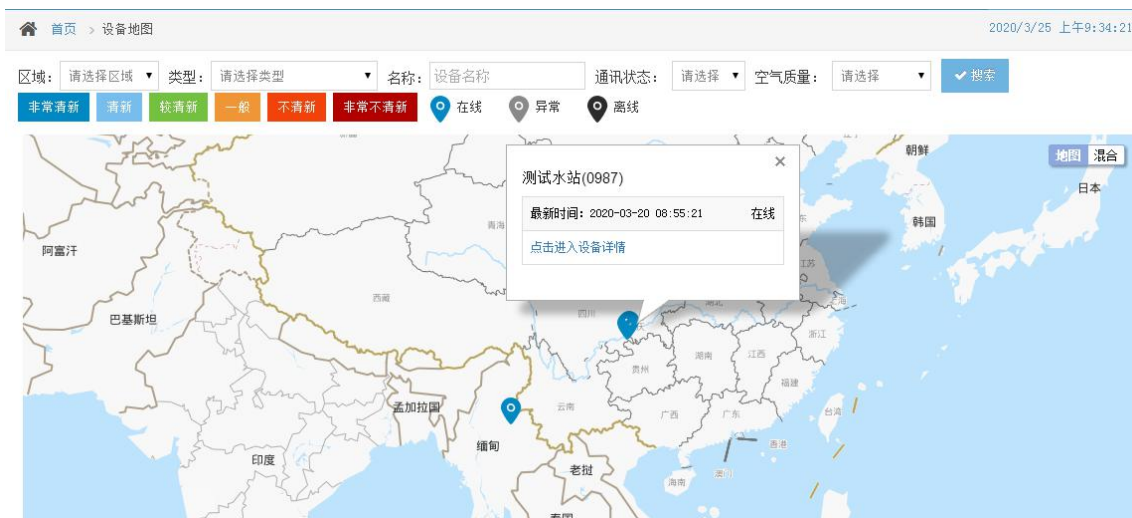 首页 > 设备地图
2020/3/25 上午9:34:21
区域: 请选择区域 类型: 请选择类型 名称: 设备名称 通讯状态: 请选择 空气质量: 请选择 搜索
非常清新 清新 较清新 一般 不清新 非常不清新 在线 异常 离线
朝鲜
地图 混合
测试水站(0987)
日本
最新时间: 2020-03-20 08:55:21 在线
韩国
青海
点击进入设备详情
阿富汗
江苏
西藏
上海
四川
湖北
巴基斯坦
浙江
湖南
江西
贵州
福建
孟加拉国
云南
广西
广东
台湾
缅甸
香港
印度
老挝
澳门
海南
泰国